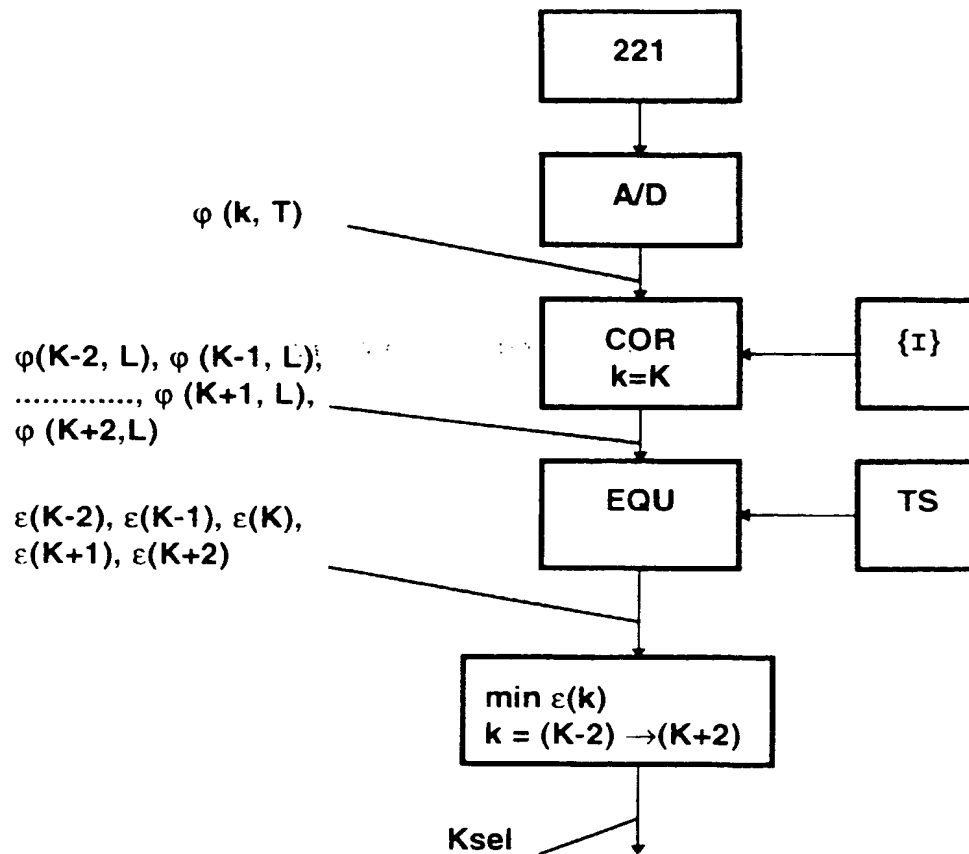 221
A/D
φ (k, T)
COR
k=K
{I}
φ(K-2, L), φ (K-1, L),
............., φ (K+1, L),
φ (K+2,L)
EQU
TS
ε(K-2), ε(K-1), ε(K),
ε(K+1), ε(K+2)
min ε(k)
k = (K-2) →(K+2)
Ksel